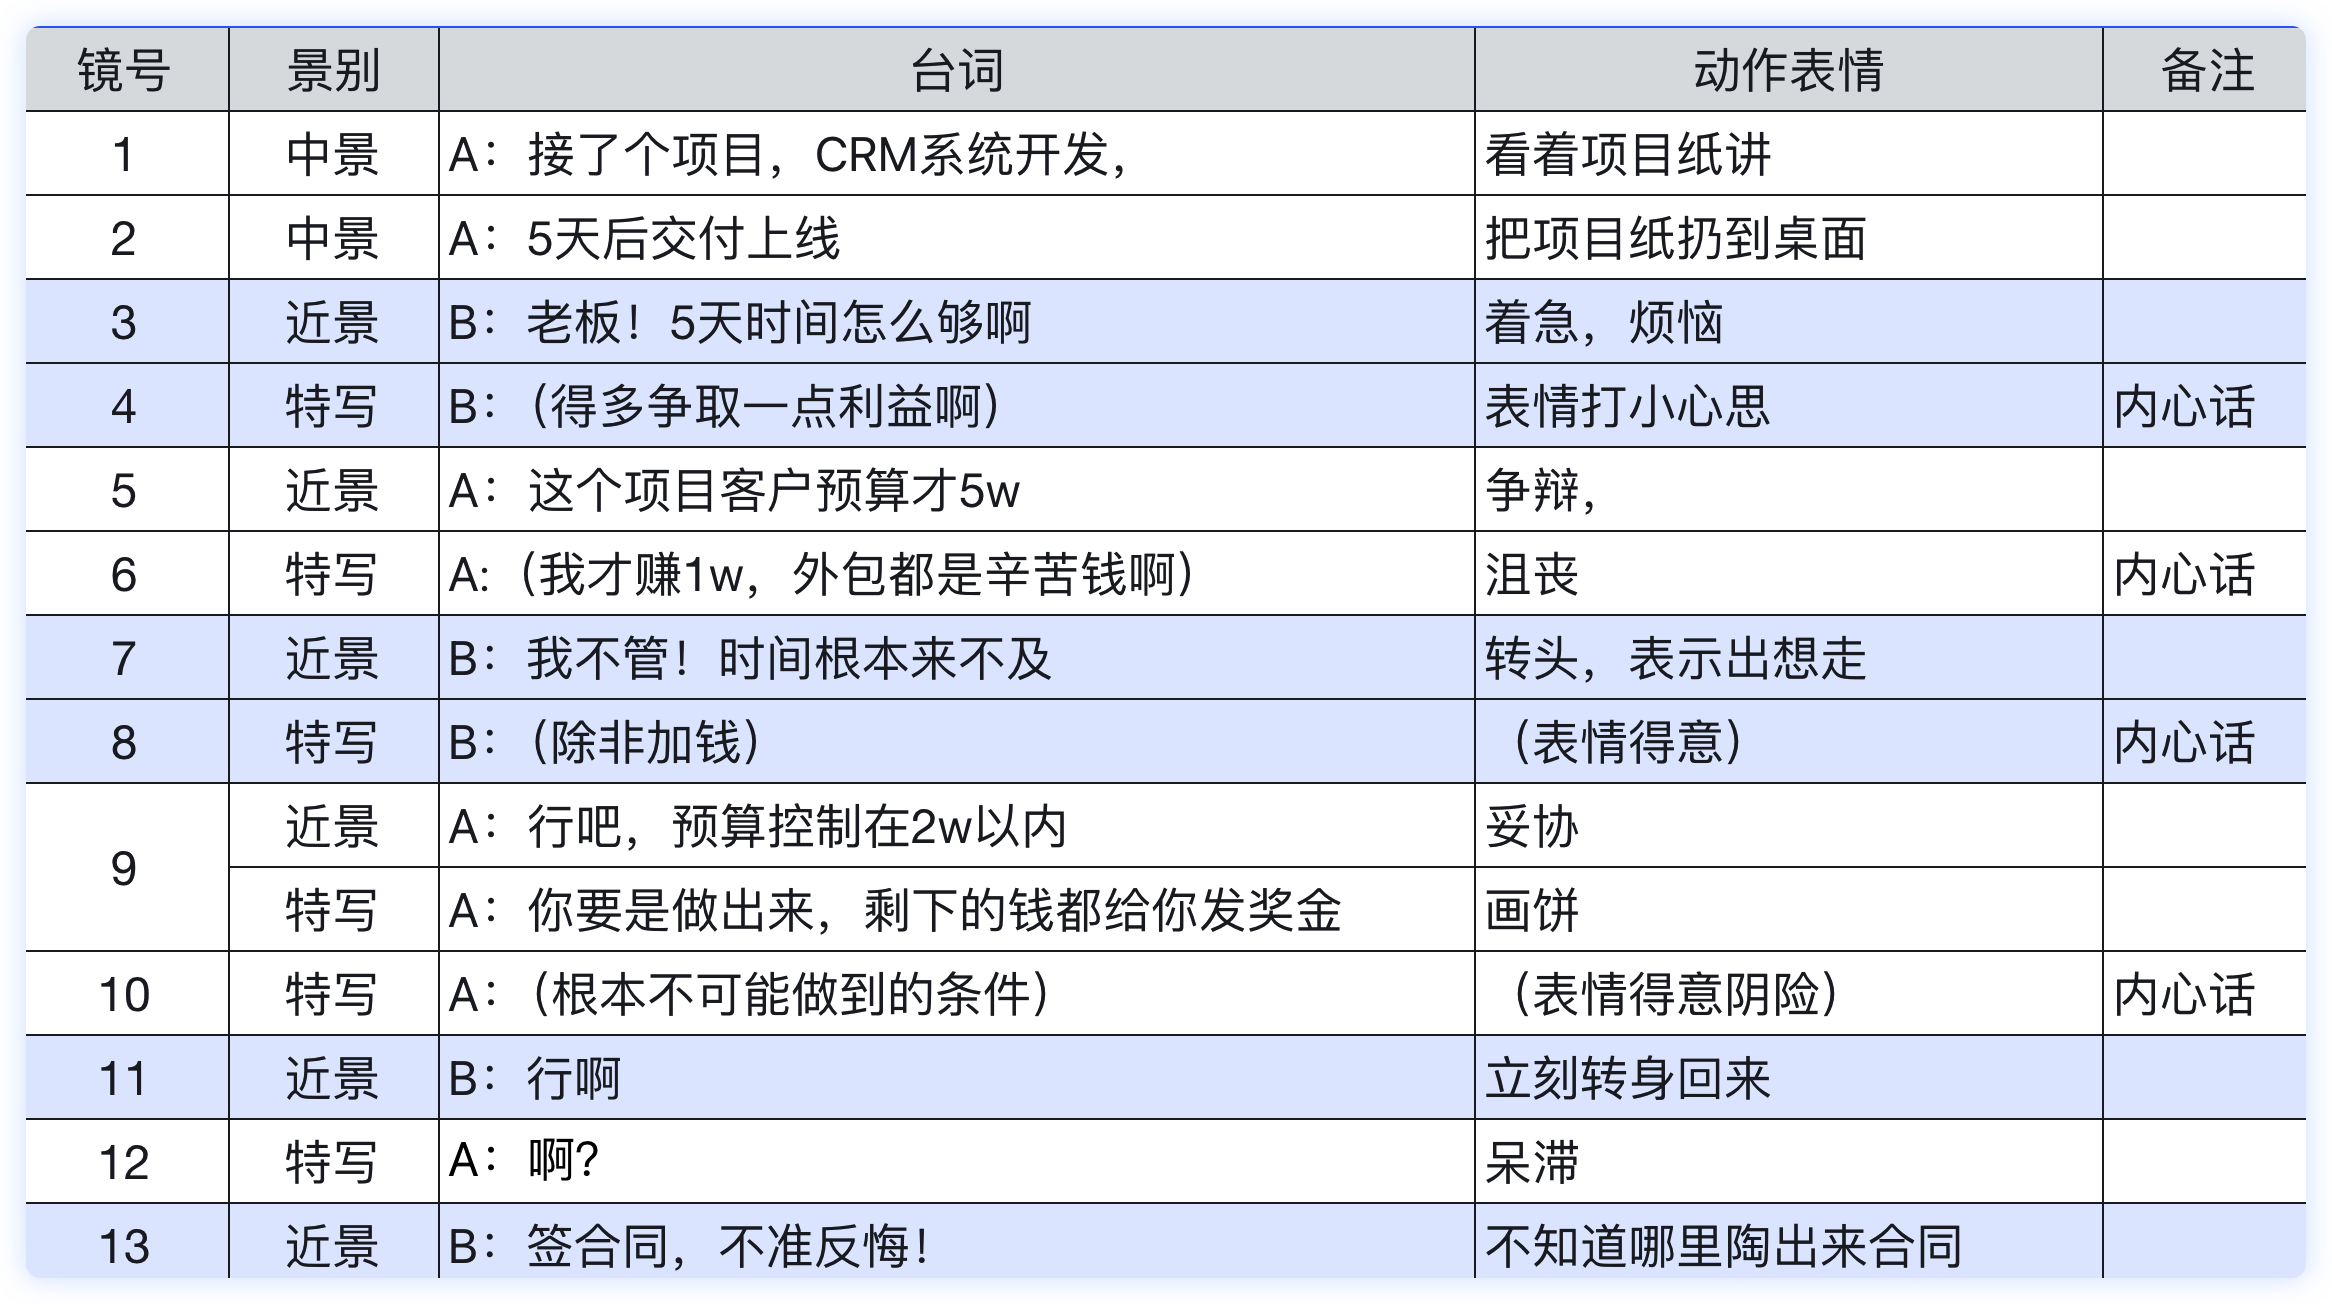 镜号 景别 台词 动作表情 备注
1 中景 A：接了个项目，CRM系统开发， 看着项目纸讲
2 中景 A：5天后交付上线 把项目纸扔到桌面
3 近景 B：老板！5天时间怎么够啊 着急，烦恼
4 特写 B：（得多争取一点利益啊） 表情打小心思 内心话
5 近景 A：这个项目客户预算才5w 争辩，
6 特写 A:（我才赚1w，外包都是辛苦钱啊） 沮丧 内心话
7 近景 B：我不管！时间根本来不及 转头，表示出想走
8 特写 B：（除非加钱） （表情得意） 内心话
9 近景 A：行吧，预算控制在2w以内 妥协
特写 A：你要是做出来，剩下的钱都给你发奖金 画饼
10 特写 A：（根本不可能做到的条件） （表情得意阴险） 内心话
11 近景 B：行啊 立刻转身回来
12 特写 A：啊？ 呆滞
13 近景 B：签合同，不准反悔！ 不知道哪里陶出来合同